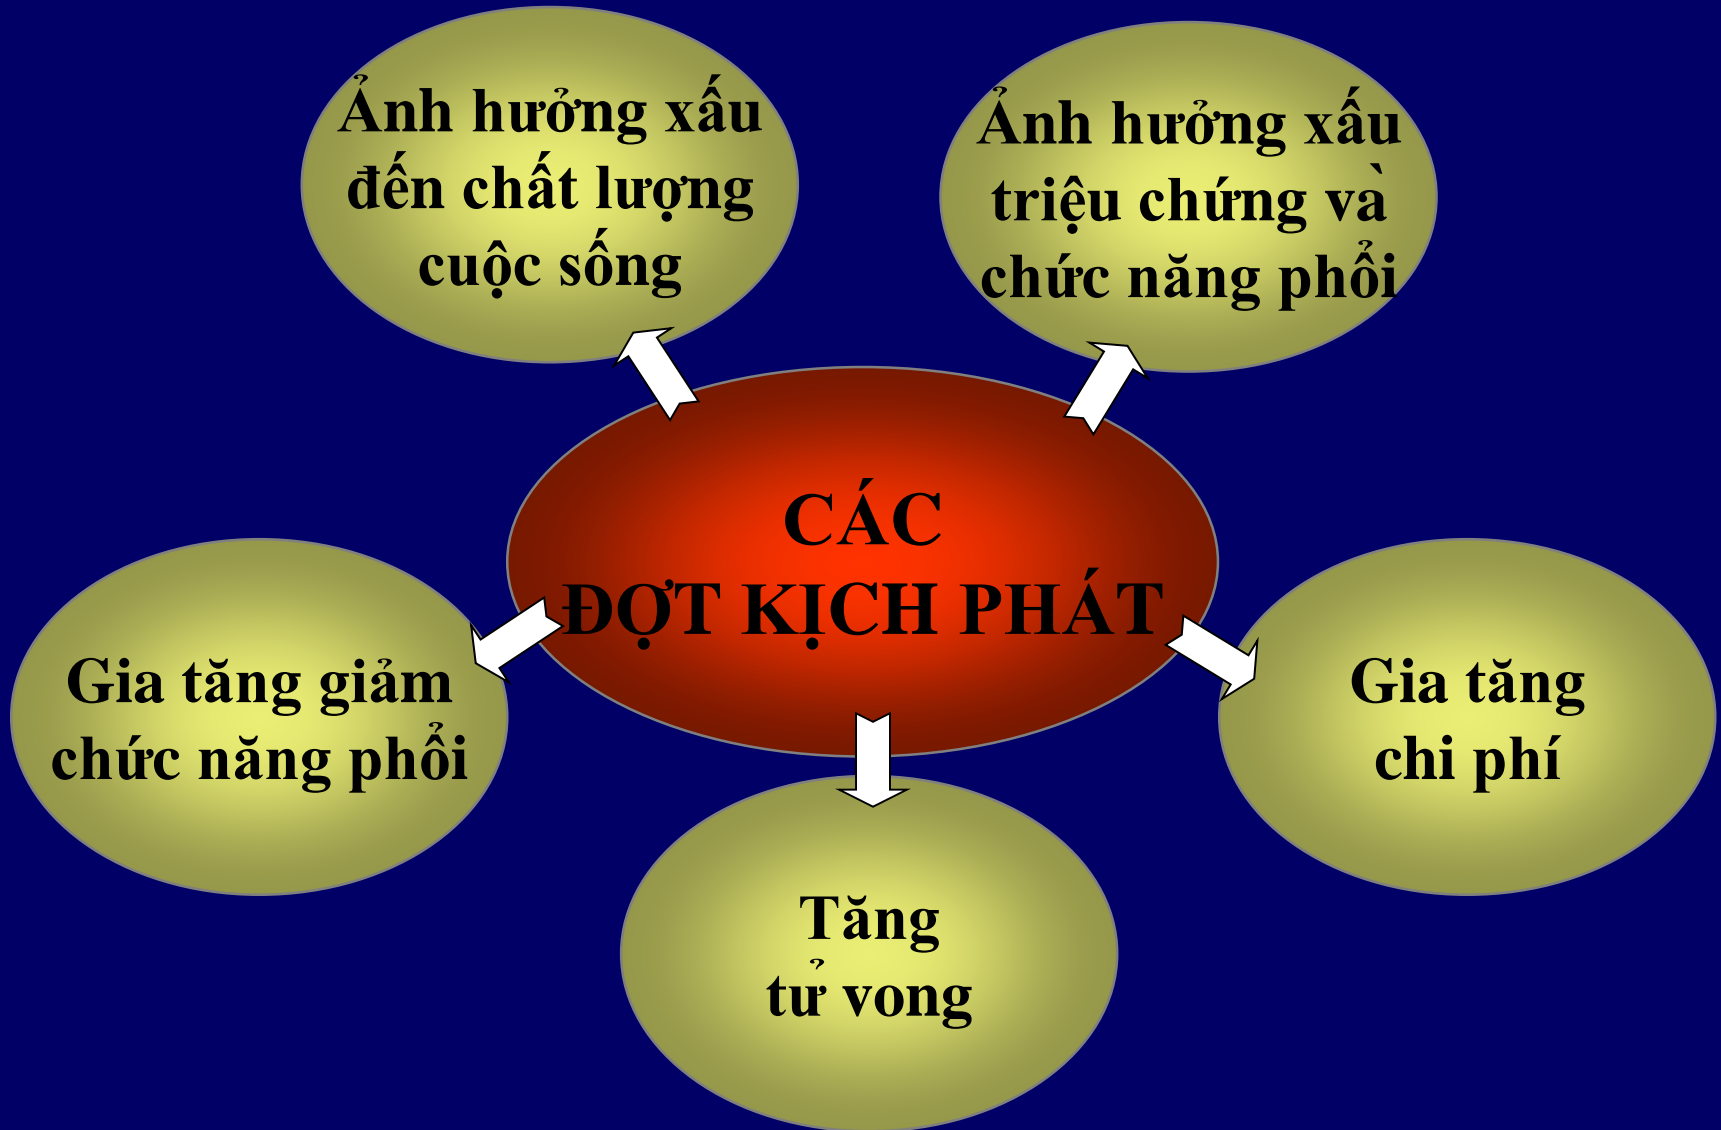 Ảnh hưởng xấu
đến chất lượng
cuộc sống
Ảnh hưởng xấu
triệu chứng và
chức năng phổi
CÁC
ĐỢT KỊCH PHÁT
Gia tăng giảm
chức năng phổi
Gia tăng
chi phí
Tăng
tử vong